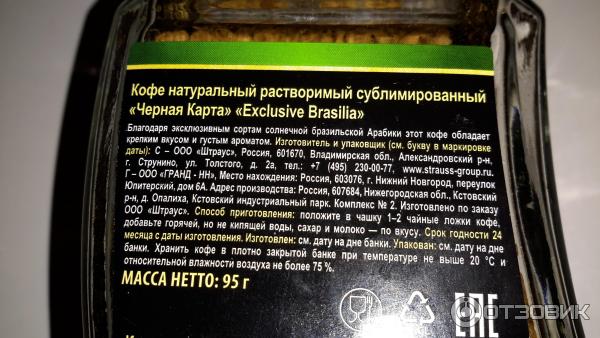 Кофе натуральный растворимый сублимированный
«Черная Карта» «Exclusive Brasilia»
Благодаря эксклюзивным сортам солнечной бразильской Арабики этот кофе обладает
крепким вкусом и густым ароматом. Изготовитель и упаковщик (см. букву в маркировке
даты): С – ООО «Штраус», Россия, 601670, Владимирская обл., Александровский р-н,
г. Струнино, ул. Толстого, д. 2а, тел.: +7 (495) 230-00-77, www.strauss-group.ru.
Г – ООО «ГРАНД - НН», Место нахождения: Россия, 603076, г. Нижний Новгород, переулок
Юпитерский, дом 6А. Адрес производства: Россия, 607684, Нижегородская обл., Кстовский
р-н, д. Опалиха, Кстовский индустриальный парк. Комплекс № 2. Изготовлено по заказу
ООО "Штраус". Способ приготовления: положите в чашку 1–2 чайные ложки кофе,
добавьте горячей, но не кипящей воды, сахар и молоко — по вкусу. Срок годности 24
месяца с даты изготовления. Изготовлен: см. дату на дне банки. Упакован: см. дату на дне
банки. Хранить кофе в плотно закрытой банке при температуре не выше 20 °С и
относительной влажности воздуха не более 75 %.
МАССА НЕТТО: 95 г
EAC
ОТЗОВИК